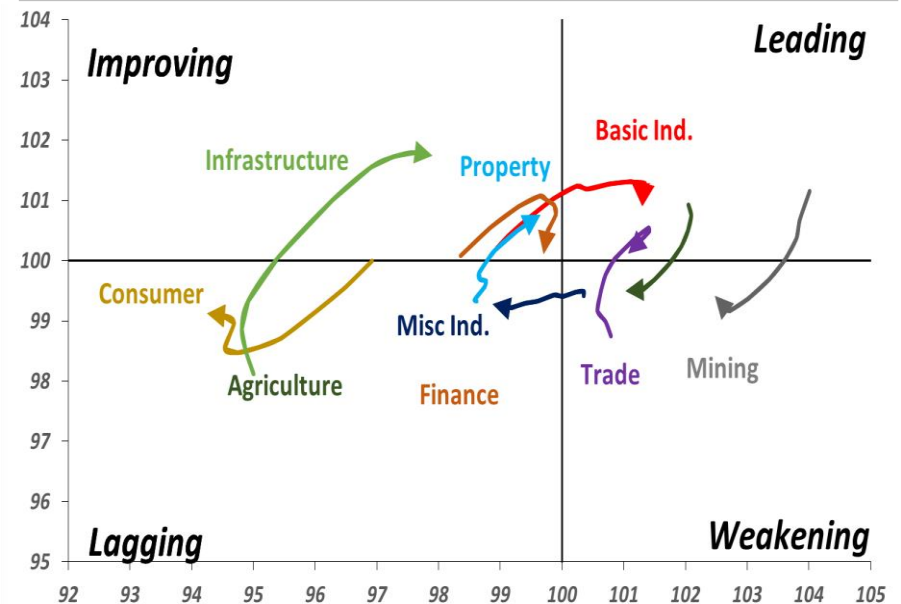 104
Improving
Leading
103
102
Infrastructure
Property
Basic Ind.
101
100
Consumer
99
Misc Ind.
98
Agriculture
Finance
Trade
Mining
97
96
95
Lagging
Weakening
92 93 94 95 96 97 98 99 100 101 102 103 104 105